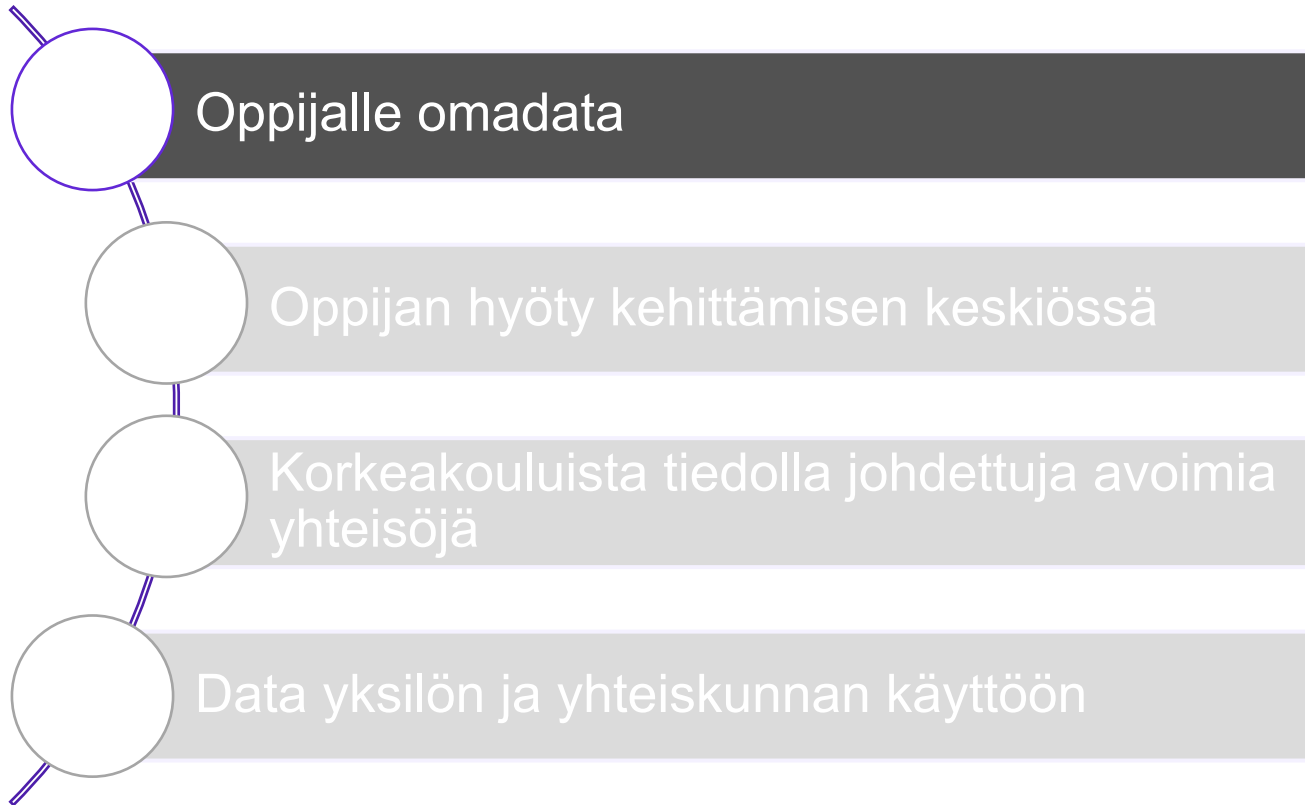 Oppijalle omadata
Oppijan hyöty kehittämisen keskiössä
Korkeakouluista tiedolla johdettuja avoimia
yhteisöjä
Data yksilön ja yhteiskunnan käyttöön